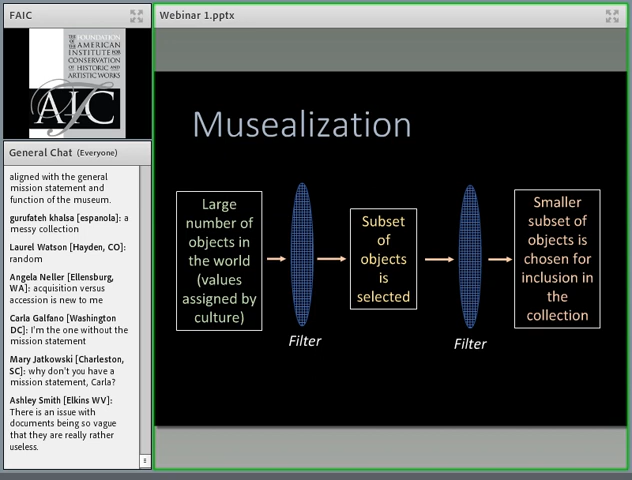 FAIC
THE FOUNDATION
OF THE AMERICAN
INSTITUTE FOR
CONSERVATION
OF HISTORIC AND
ARTISTIC WORKS
AIC
General Chat (Everyone)
aligned with the general
mission statement and
function of the museum.
gurufateh khalsa [espanola]: a
messy collection
Laurel Watson [Hayden, CO]:
random
Angela Neller [Ellensburg,
WA]: acquisition versus
accession is new to me
Carla Galfano [Washington
DC]: I'm the one without the
mission statement
Mary Jatkowski [Charleston,
SC]: why don't you have a
mission statement, Carla?
Ashley Smith [Elkins WV]:
There is an issue with
documents being so vague
that they are really rather
useless.
Webinar 1.pptx
Musealization
Large
number of
objects in
the world
(values
assigned by
culture)
Filter
Subset
of
objects
is
selected
Filter
Smaller
subset of
objects is
chosen for
inclusion in
the
collection